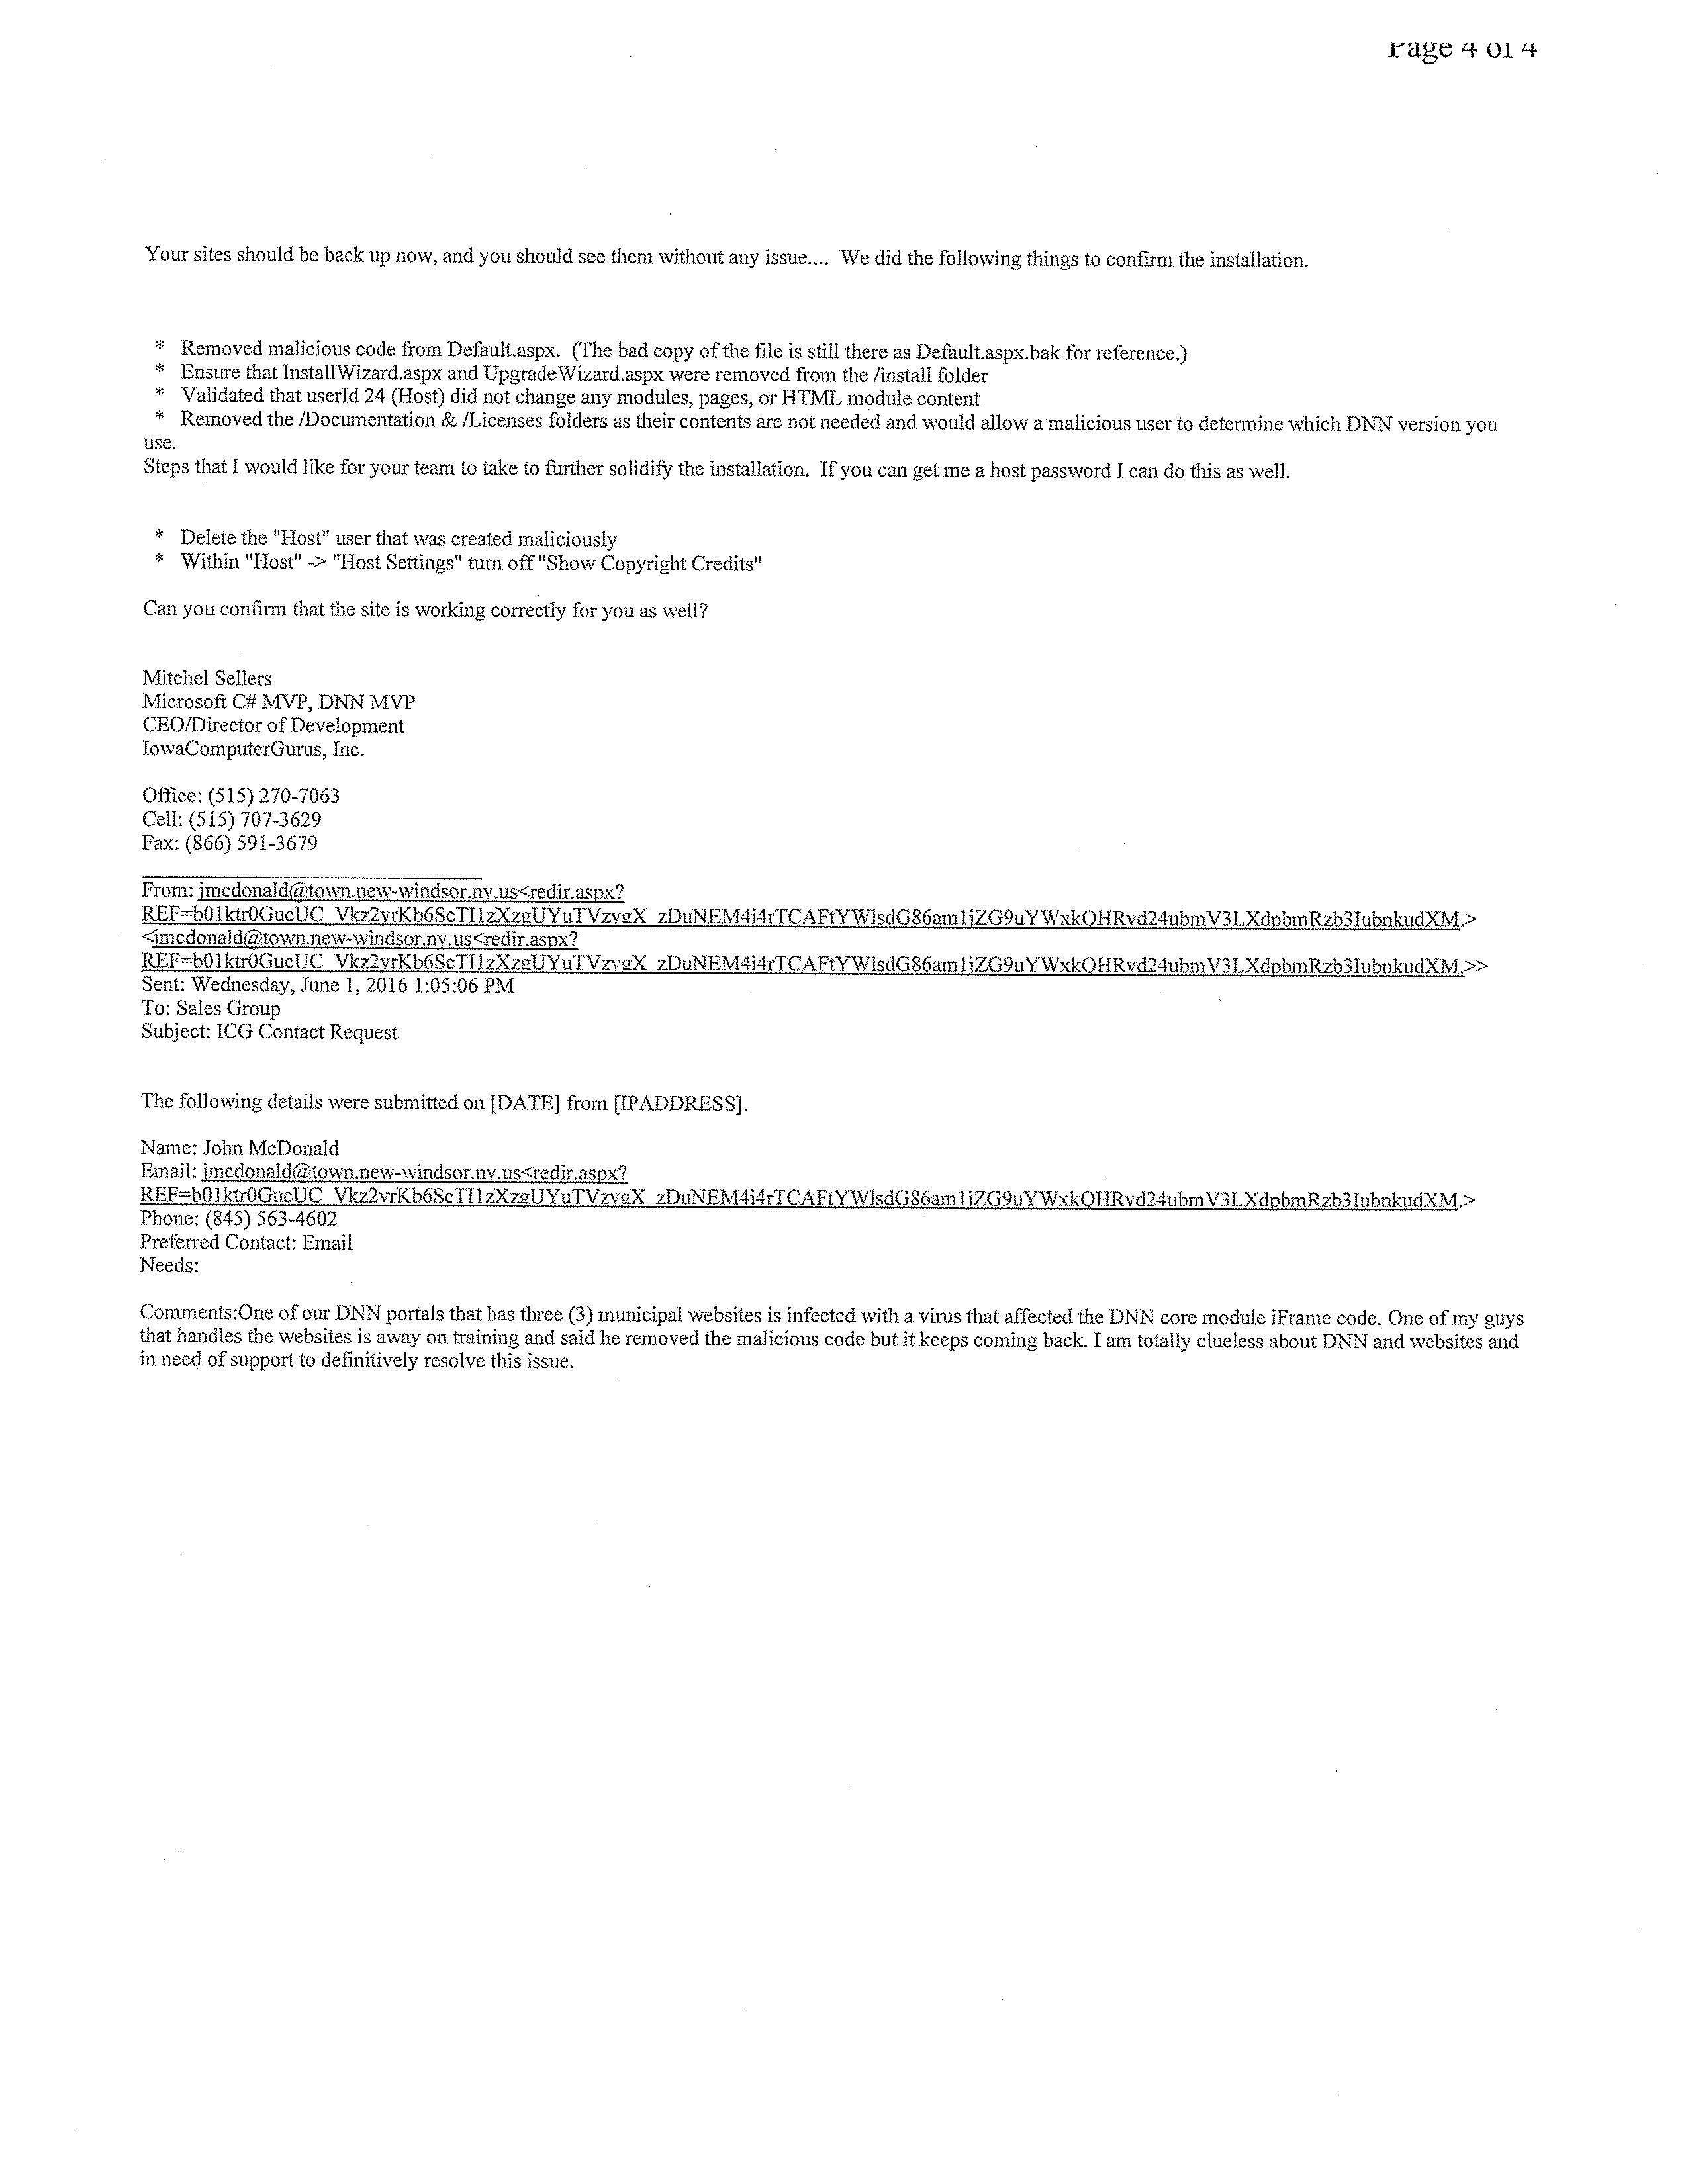 Page 4 of 4
Your sites should be back up now, and you should see them without any issue.... We did the following things to confirm the installation.
* Removed malicious code from Default.aspx. (The bad copy of the file is still there as Default.aspx.bak for reference.)
* Ensure that InstallWizard.aspx and UpgradeWizard.aspx were removed from the /install folder
* Validated that userId 24 (Host) did not change any modules, pages, or HTML module content
* Removed the /Documentation & /Licenses folders as their contents are not needed and would allow a malicious user to determine which DNN version you
use.
Steps that I would like for your team to take to further solidify the installation. If you can get me a host password I can do this as well.
* Delete the "Host" user that was created maliciously
* Within "Host" -> "Host Settings" turn off "Show Copyright Credits"
Can you confirm that the site is working correctly for you as well?
Mitchel Sellers
Microsoft C# MVP, DNN MVP
CEO/Director of Development
IowaComputerGurus, Inc.
Office: (515) 270-7063
Cell: (515) 707-3629
Fax: (866) 591-3679
From: jmcdonald@town.new-windsor.ny.us<redir.aspx?
REF=b01ktr0GucUC_Vkz2vrKb6ScTI1zXzgUYuTVzvgX_zDuNEM4i4rTCAFtYWlsdG86am1jZG9uYWxkQHRvd24ubmV3LXdpbmRzb3IubnkudXM.>
<jmcdonald@town.new-windsor.ny.us<redir.aspx?
REF=b01ktr0GucUC_Vkz2vrKb6ScTI1zXzgUYuTVzvgX_zDuNEM4i4rTCAFtYWlsdG86am1jZG9uYWxkQHRvd24ubmV3LXdpbmRzb3IubnkudXM.>>
Sent: Wednesday, June 1, 2016 1:05:06 PM
To: Sales Group
Subject: ICG Contact Request
The following details were submitted on [DATE] from [IPADDRESS].
Name: John McDonald
Email: jmcdonald@town.new-windsor.ny.us<redir.aspx?
REF=b01ktr0GucUC_Vkz2vrKb6ScTI1zXzgUYuTVzvgX_zDuNEM4i4rTCAFtYWlsdG86am1jZG9uYWxkQHRvd24ubmV3LXdpbmRzb3IubnkudXM.>
Phone: (845) 563-4602
Preferred Contact: Email
Needs:
Comments:One of our DNN portals that has three (3) municipal websites is infected with a virus that affected the DNN core module iFrame code. One of my guys
that handles the websites is away on training and said he removed the malicious code but it keeps coming back. I am totally clueless about DNN and websites and
in need of support to definitively resolve this issue.